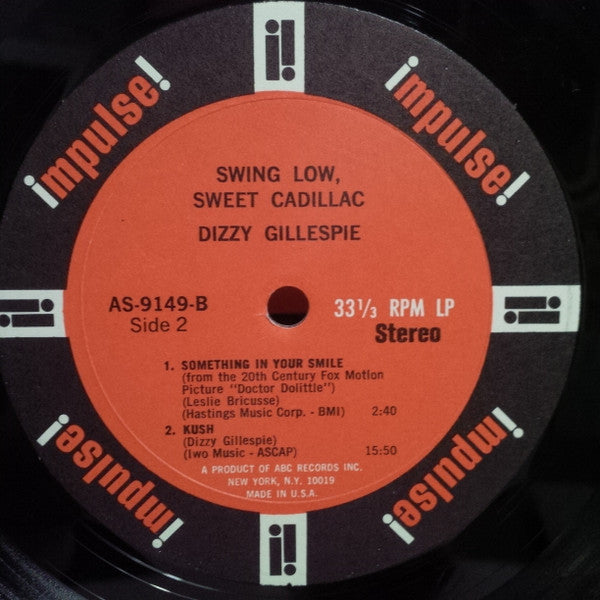 impulse!
impulse!
SWING LOW,
SWEET CADILLAC
DIZZY GILLESPIE
AS-9149-B
Side 2
33 1/3 RPM LP
Stereo
1. SOMETHING IN YOUR SMILE
(from the 20th Century Fox Motion
Picture "Doctor Dolittle")
(Leslie Bricusse)
(Hastings Music Corp. - BMI) 2:40
2. KUSH
(Dizzy Gillespie)
(Iwo Music - ASCAP) 15:50
A PRODUCT OF ABC RECORDS INC.
NEW YORK, N.Y. 10019
MADE IN U.S.A.
impulse!
impulse!